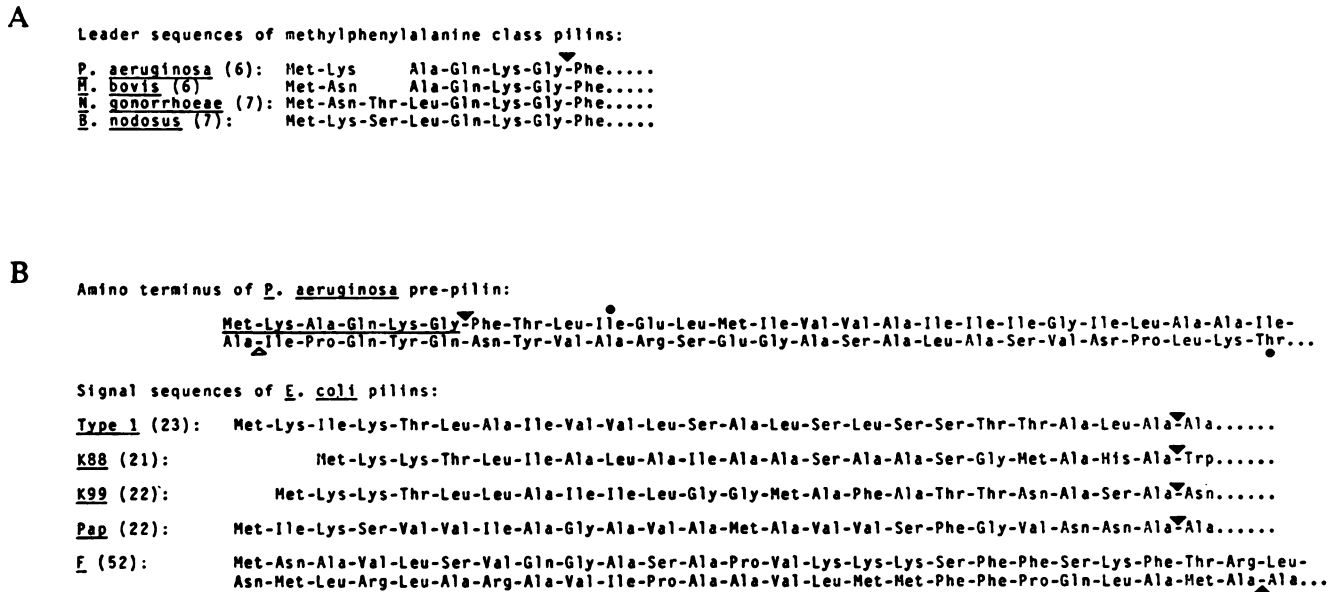 A
Leader sequences of methylphenylalanine class pilins:
P. aeruginosa (6): Met-Lys Ala-Gln-Lys-Gly-Phe.....
M. bovis (6) Met-Asn Ala-Gln-Lys-Gly-Phe.....
N. gonorrhoeae (7): Met-Asn-Thr-Leu-Gln-Lys-Gly-Phe.....
B. nodosus (7): Met-Lys-Ser-Leu-Gln-Lys-Gly-Phe.....
B
Amino terminus of P. aeruginosa pre-pilin:
Met-Lys-Ala-Gln-Lys-Gly-Phe-Thr-Leu-Ile-Glu-Leu-Met-Ile-Val-Val-Ala-Ile-Ile-Ile-Gly-Ile-Leu-Ala-Ala-Ile-
Ala-Ile-Pro-Gln-Tyr-Gln-Asn-Tyr-Val-Ala-Arg-Ser-Glu-Gly-Ala-Ser-Ala-Leu-Ala-Ser-Val-Asr-Pro-Leu-Lys-Thr...
Signal sequences of E. coli pilins:
Type 1 (23): Met-Lys-Ile-Lys-Thr-Leu-Ala-Ile-Val-Val-Leu-Ser-Ala-Leu-Ser-Leu-Ser-Ser-Thr-Thr-Ala-Leu-Ala-Ala......
K88 (21): Met-Lys-Lys-Thr-Leu-Ile-Ala-Leu-Ala-Ile-Ala-Ala-Ser-Ala-Ala-Ser-Gly-Met-Ala-His-Ala-Trp......
K99 (22): Met-Lys-Lys-Thr-Leu-Leu-Ala-Ile-Ile-Leu-Gly-Gly-Met-Ala-Phe-Ala-Thr-Thr-Asn-Ala-Ser-Ala-Asn......
Pap (22): Met-Ile-Lys-Ser-Val-Val-Ile-Ala-Gly-Ala-Val-Ala-Met-Ala-Val-Val-Ser-Phe-Gly-Val-Asn-Asn-Ala-Ala......
F (52): Met-Asn-Ala-Val-Leu-Ser-Val-Gln-Gly-Ala-Ser-Ala-Pro-Val-Lys-Lys-Lys-Ser-Phe-Phe-Ser-Lys-Phe-Thr-Arg-Leu-
Asn-Met-Leu-Arg-Leu-Ala-Arg-Ala-Val-Ile-Pro-Ala-Ala-Val-Leu-Met-Met-Phe-Phe-Pro-Gln-Leu-Ala-Met-Ala-Ala...